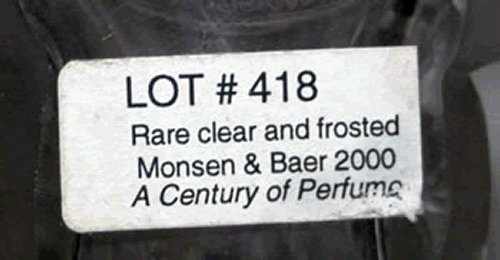 LOT # 418
Rare clear and frosted
Monsen & Baer 2000
A Century of Perfume